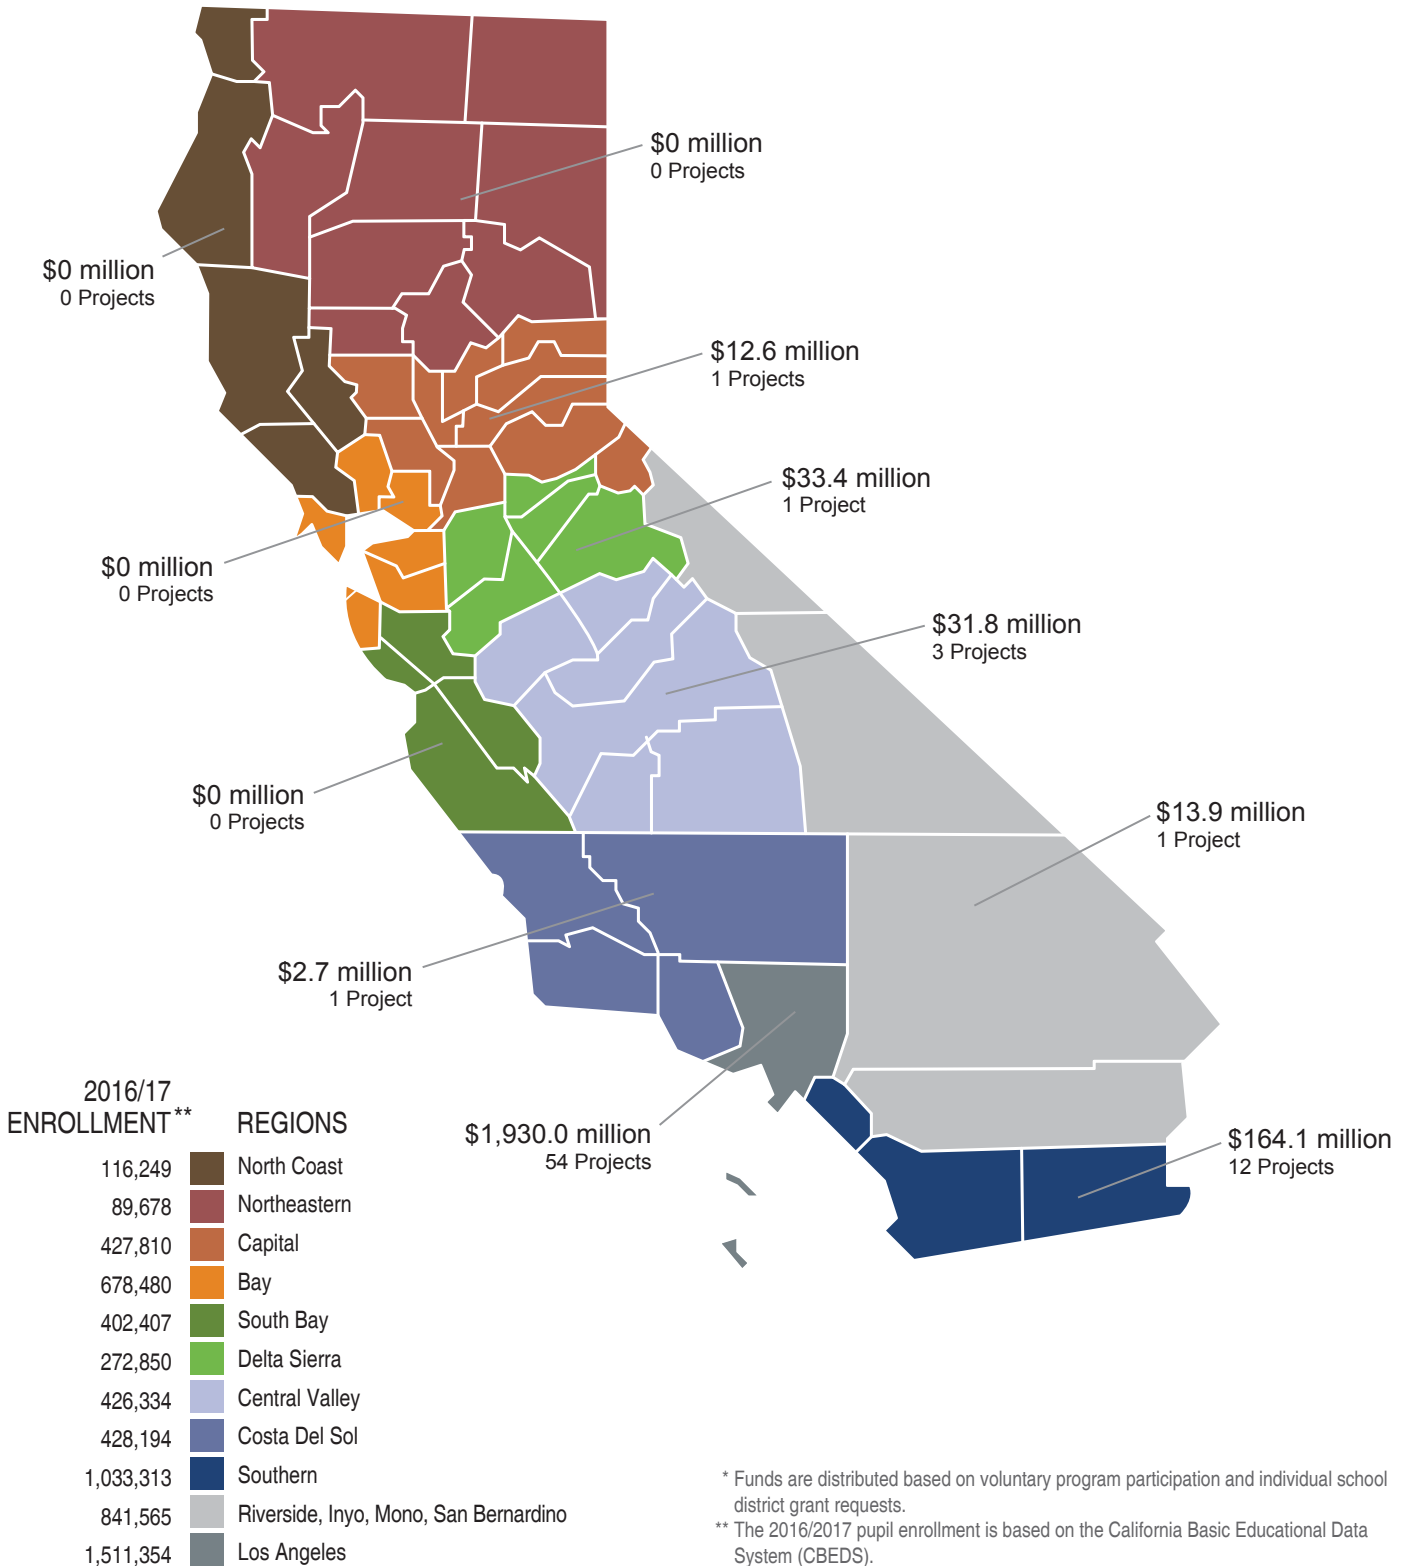 $0 million
0 Projects
$0 million
0 Projects
$12.6 million
1 Projects
$33.4 million
1 Project
$0 million
0 Projects
$31.8 million
3 Projects
$0 million
0 Projects
$13.9 million
1 Project
$2.7 million
1 Project
$1,930.0 million
54 Projects
$164.1 million
12 Projects
2016/17
ENROLLMENT** REGIONS
116,249 North Coast
89,678 Northeastern
427,810 Capital
678,480 Bay
402,407 South Bay
272,850 Delta Sierra
426,334 Central Valley
428,194 Costa Del Sol
1,033,313 Southern
841,565 Riverside, Inyo, Mono, San Bernardino
1,511,354 Los Angeles
* Funds are distributed based on voluntary program participation and individual school
district grant requests.
** The 2016/2017 pupil enrollment is based on the California Basic Educational Data
System (CBEDS).